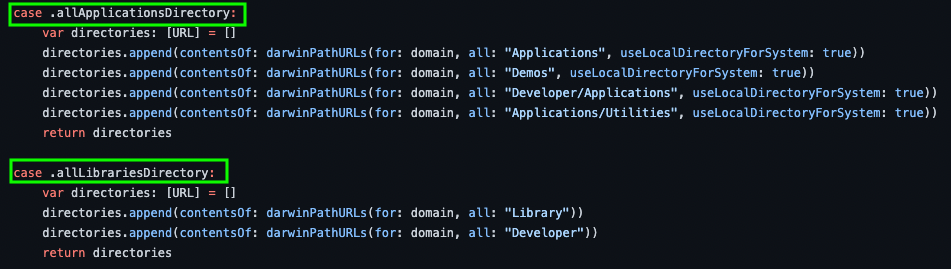 case .allApplicationsDirectory:
    var directories: [URL] = []
    directories.append(contentsOf: darwinPathURLs(for: domain, all: "Applications", useLocalDirectoryForSystem: true))
    directories.append(contentsOf: darwinPathURLs(for: domain, all: "Demos", useLocalDirectoryForSystem: true))
    directories.append(contentsOf: darwinPathURLs(for: domain, all: "Developer/Applications", useLocalDirectoryForSystem: true))
    directories.append(contentsOf: darwinPathURLs(for: domain, all: "Applications/Utilities", useLocalDirectoryForSystem: true))
    return directories
case .allLibrariesDirectory:
    var directories: [URL] = []
    directories.append(contentsOf: darwinPathURLs(for: domain, all: "Library"))
    directories.append(contentsOf: darwinPathURLs(for: domain, all: "Developer"))
    return directories